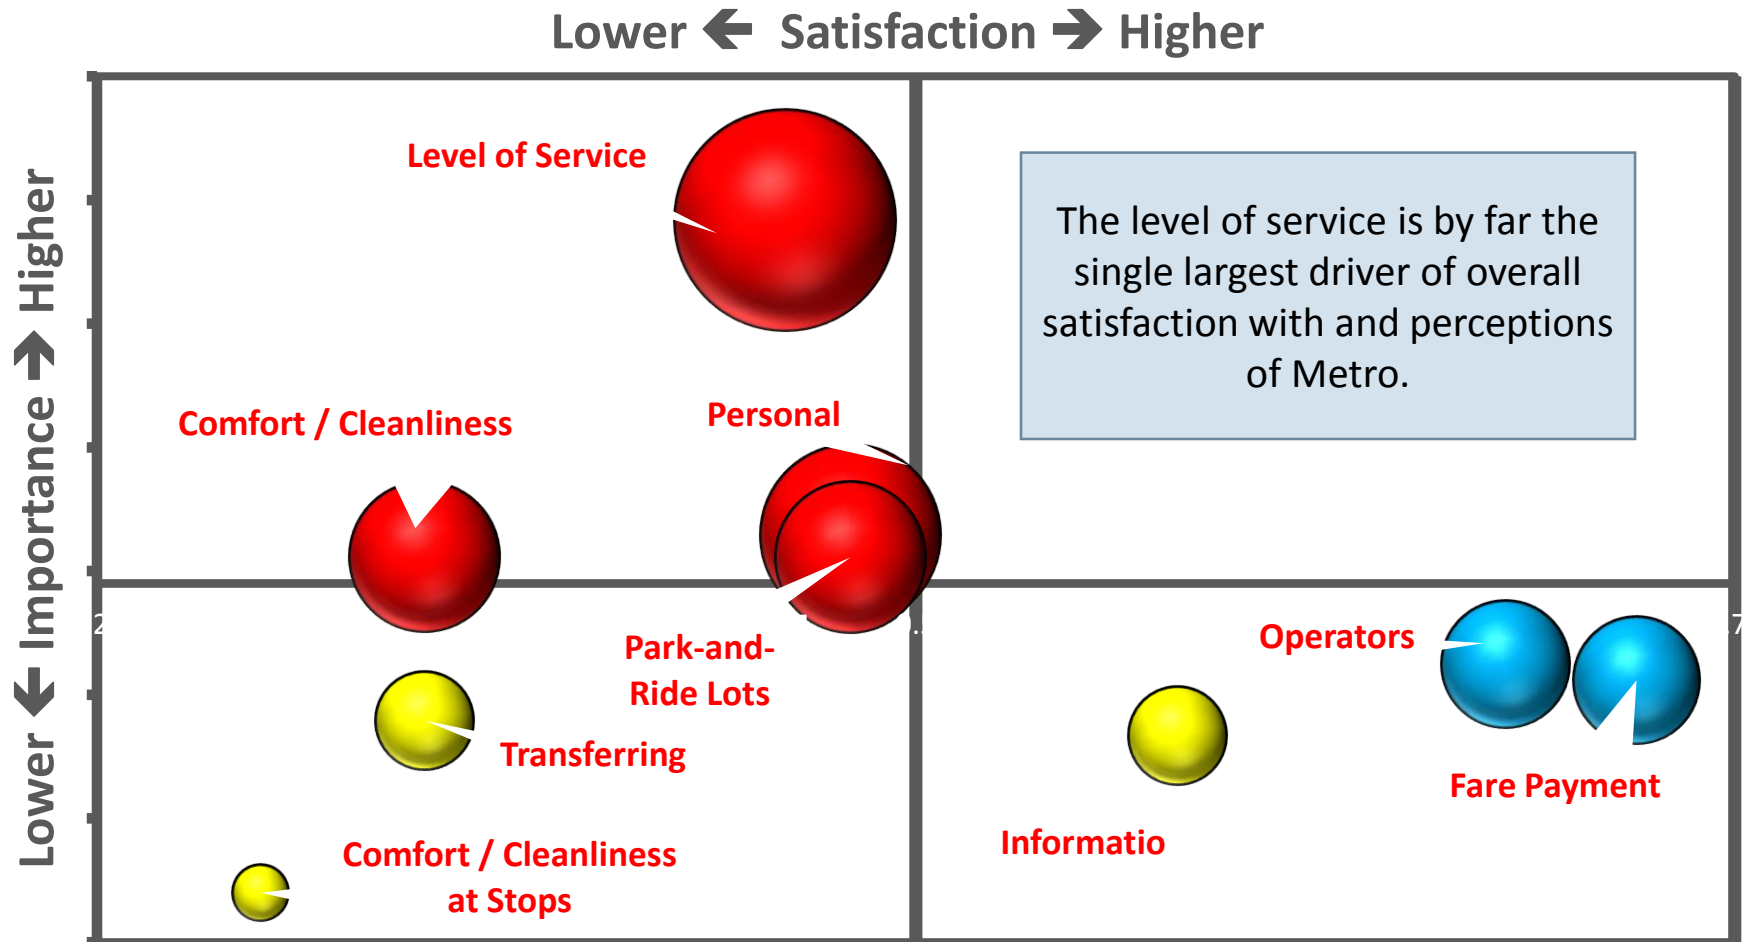 Lower ← Satisfaction → Higher
Lower ← Importance → Higher
Level of Service
The level of service is by far the
single largest driver of overall
satisfaction with and perceptions
of Metro.
Comfort / Cleanliness
Personal
Park-and-
Ride Lots
Operators
Transferring
Fare Payment
Informatio
Comfort / Cleanliness
at Stops